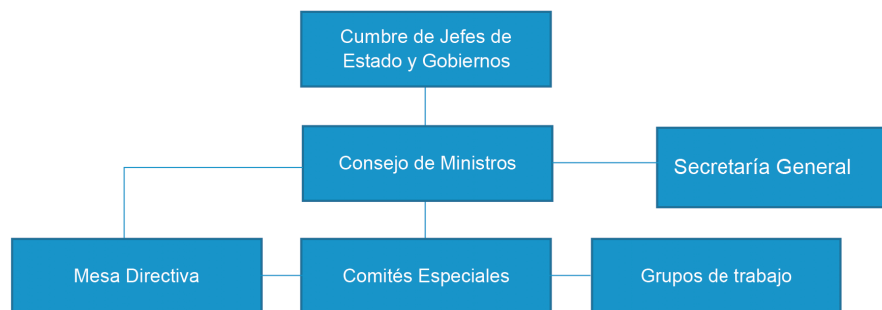 Cumbre de Jefes de
Estado y Gobiernos
Consejo de Ministros
Secretaría General
Mesa Directiva
Comités Especiales
Grupos de trabajo